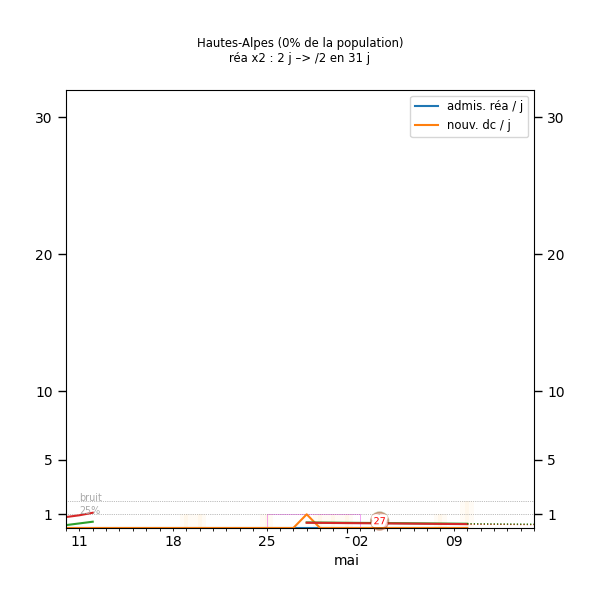 Hautes-Alpes (0% de la population)
réa x2 : 2 j –> /2 en 31 j
admis. réa / j
nouv. dc / j
30 30
20 20
10 10
5 5
bruit
25%
1 27 1
11 18 25 02 09
mai